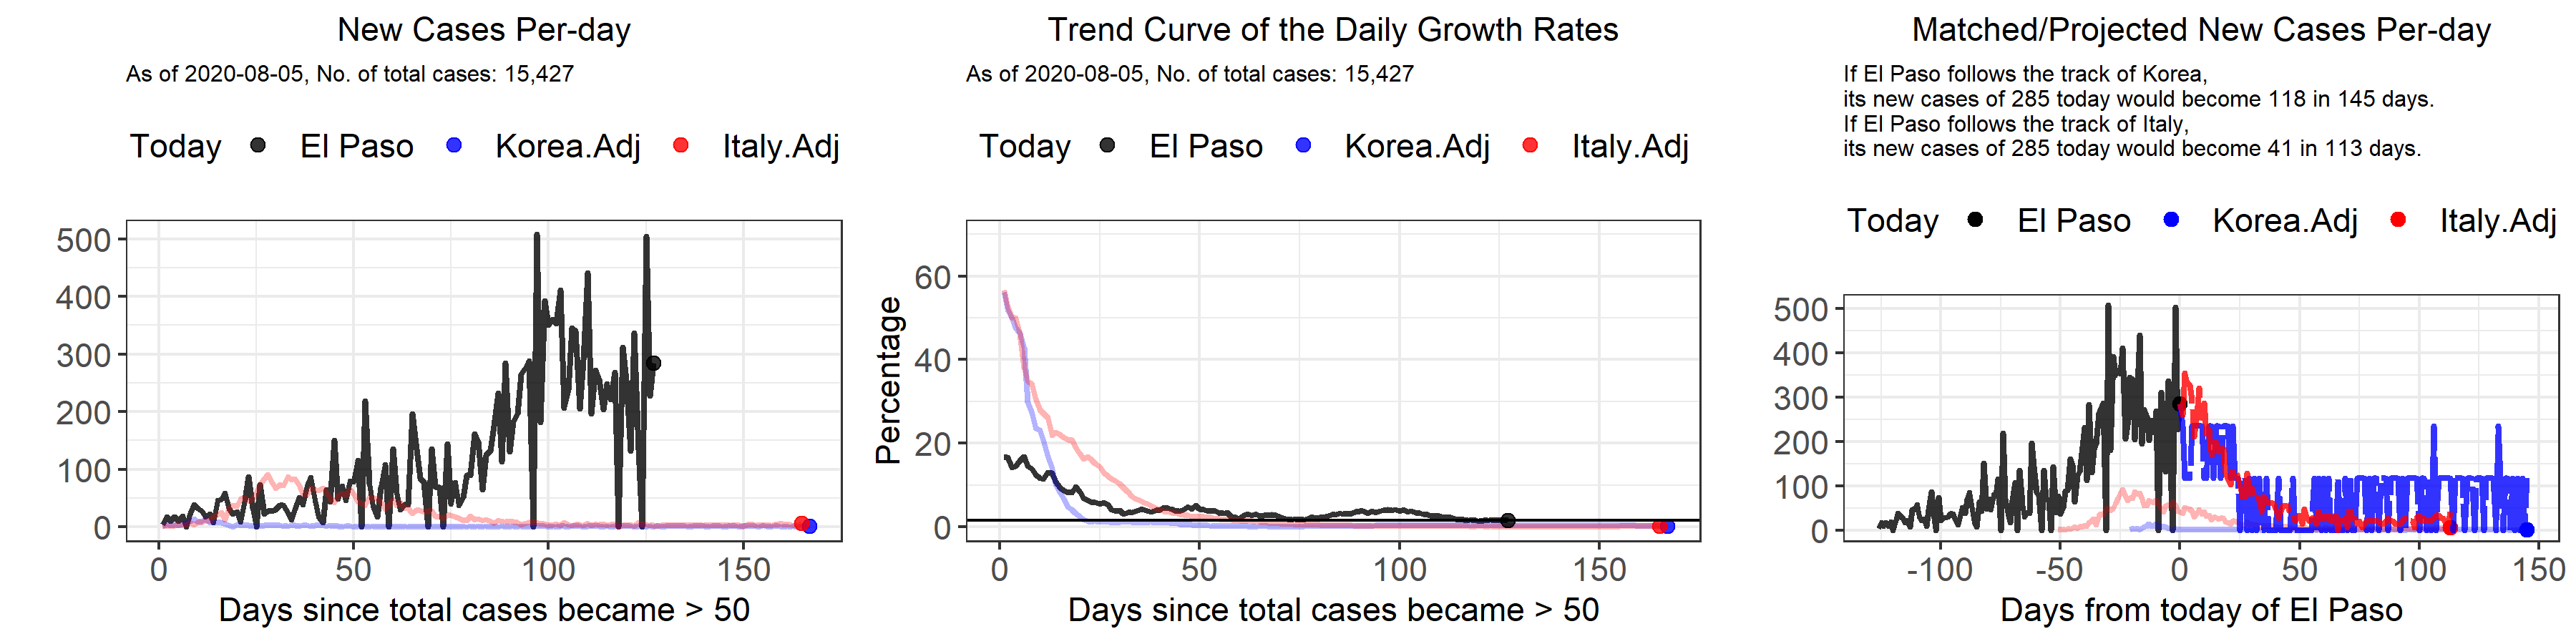 New Cases Per-day
As of 2020-08-05, No. of total cases: 15,427
Today El Paso Korea.Adj Italy.Adj
500
400
300
200
100
0
0 50 100 150
Days since total cases became > 50
Trend Curve of the Daily Growth Rates
As of 2020-08-05, No. of total cases: 15,427
Today El Paso Korea.Adj Italy.Adj
Percentage
60
40
20
0
0 50 100 150
Days since total cases became > 50
Matched/Projected New Cases Per-day
If El Paso follows the track of Korea,
its new cases of 285 today would become 118 in 145 days.
If El Paso follows the track of Italy,
its new cases of 285 today would become 41 in 113 days.
Today El Paso Korea.Adj Italy.Adj
500
400
300
200
100
0
-100 -50 0 50 100 150
Days from today of El Paso